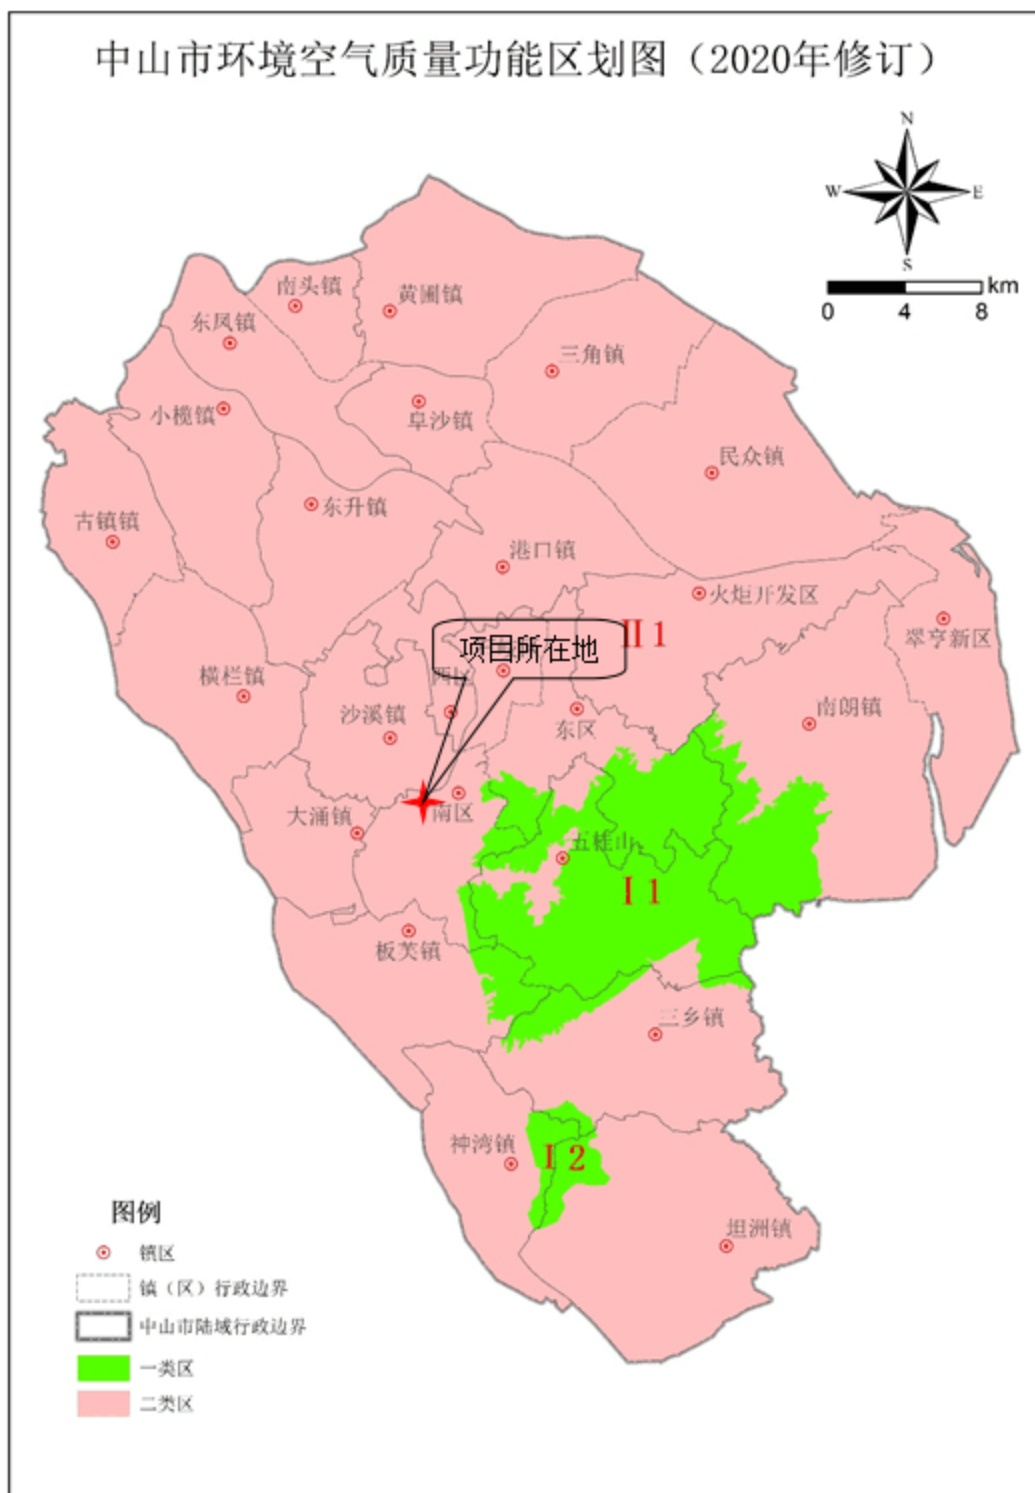 中山市环境空气质量功能区划图（2020年修订）
N
W
E
S
km
0 4 8
南头镇
黄圃镇
东凤镇
三角镇
小榄镇
阜沙镇
民众镇
东升镇
古镇镇
港口镇
火炬开发区
II 1
翠亨新区
项目所在地
横栏镇
西区
沙溪镇
东区
南朗镇
大涌镇
南区
五桂山
I 1
板芙镇
三乡镇
神湾镇
I 2
坦洲镇
图例
镇区
镇（区）行政边界
中山市陆域行政边界
一类区
二类区